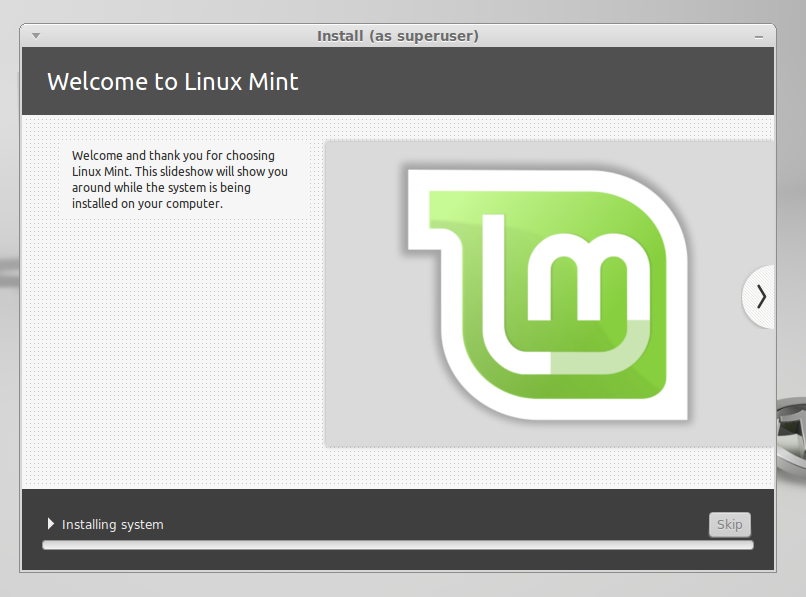 Install (as superuser)
Welcome to Linux Mint
Welcome and thank you for choosing
Linux Mint. This slideshow will show you
around while the system is being
installed on your computer.
lm
Installing system
Skip